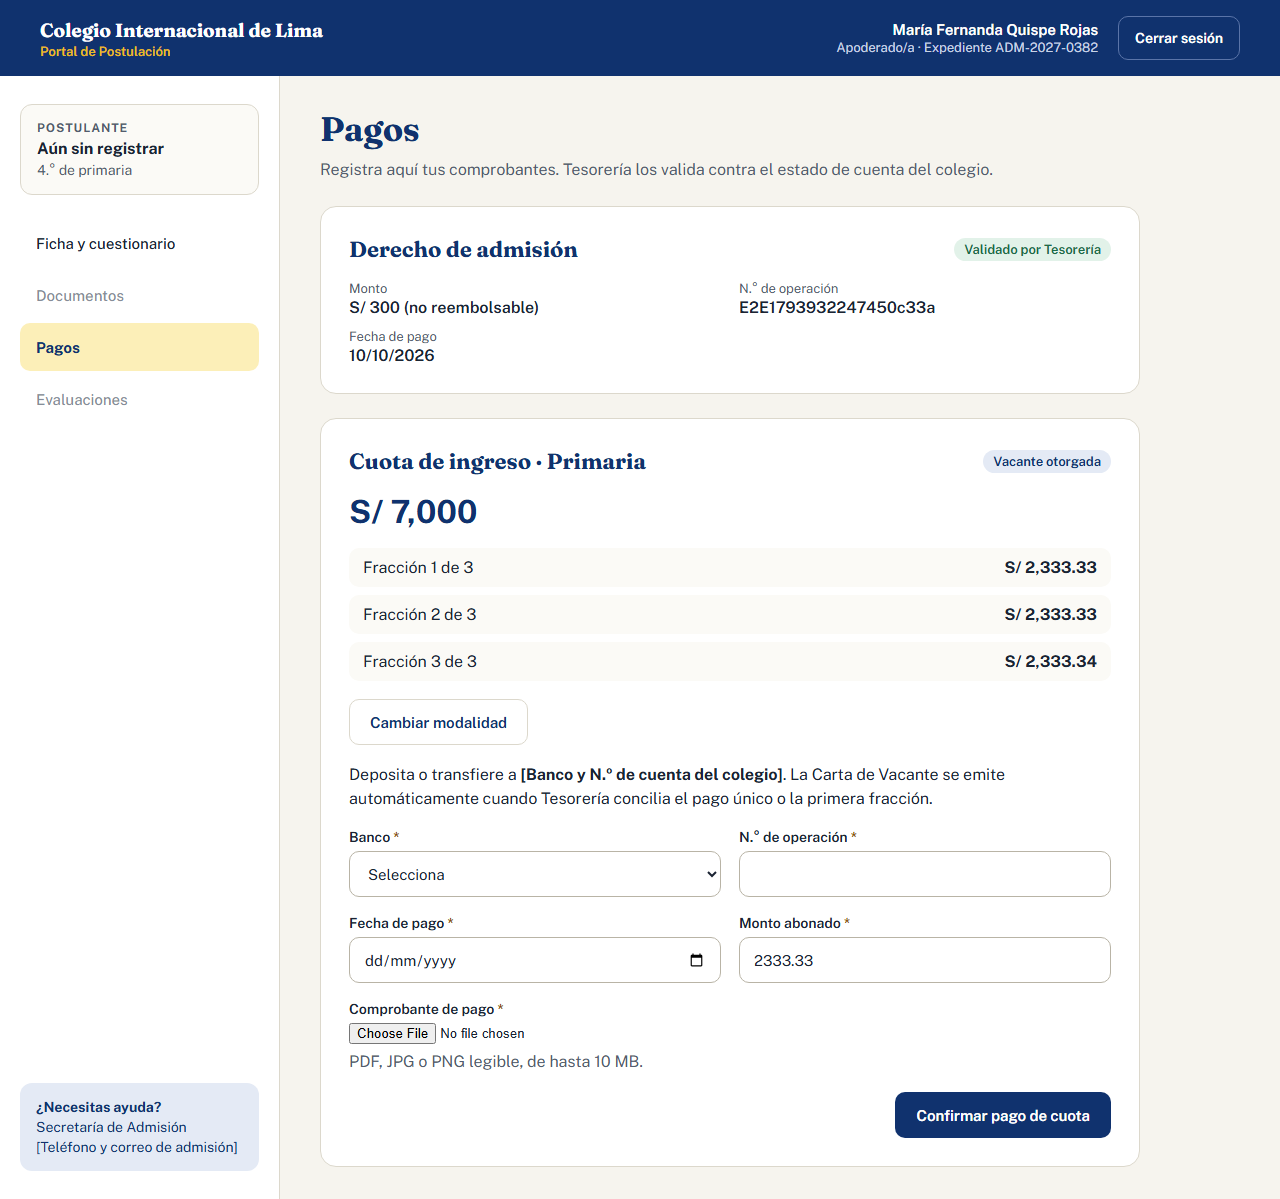 Colegio Internacional de Lima
Portal de Postulación
María Fernanda Quispe Rojas
Apoderado/a · Expediente ADM-2027-0382
Cerrar sesión
POSTULANTE
Aún sin registrar
4.° de primaria
Ficha y cuestionario
Documentos
Pagos
Evaluaciones
¿Necesitas ayuda?
Secretaría de Admisión
[Teléfono y correo de admisión]
Pagos
Registra aquí tus comprobantes. Tesorería los valida contra el estado de cuenta del colegio.
Derecho de admisión
Validado por Tesorería
Monto
S/ 300 (no reembolsable)
N.° de operación
E2E1793932247450c33a
Fecha de pago
10/10/2026
Cuota de ingreso · Primaria
Vacante otorgada
S/ 7,000
Fracción 1 de 3 S/ 2,333.33
Fracción 2 de 3 S/ 2,333.33
Fracción 3 de 3 S/ 2,333.34
Cambiar modalidad
Deposita o transfiere a [Banco y N.º de cuenta del colegio]. La Carta de Vacante se emite
automáticamente cuando Tesorería concilia el pago único o la primera fracción.
Banco *
Selecciona
N.° de operación *
Fecha de pago *
dd/mm/yyyy
Monto abonado *
2333.33
Comprobante de pago *
Choose File No file chosen
PDF, JPG o PNG legible, de hasta 10 MB.
Confirmar pago de cuota